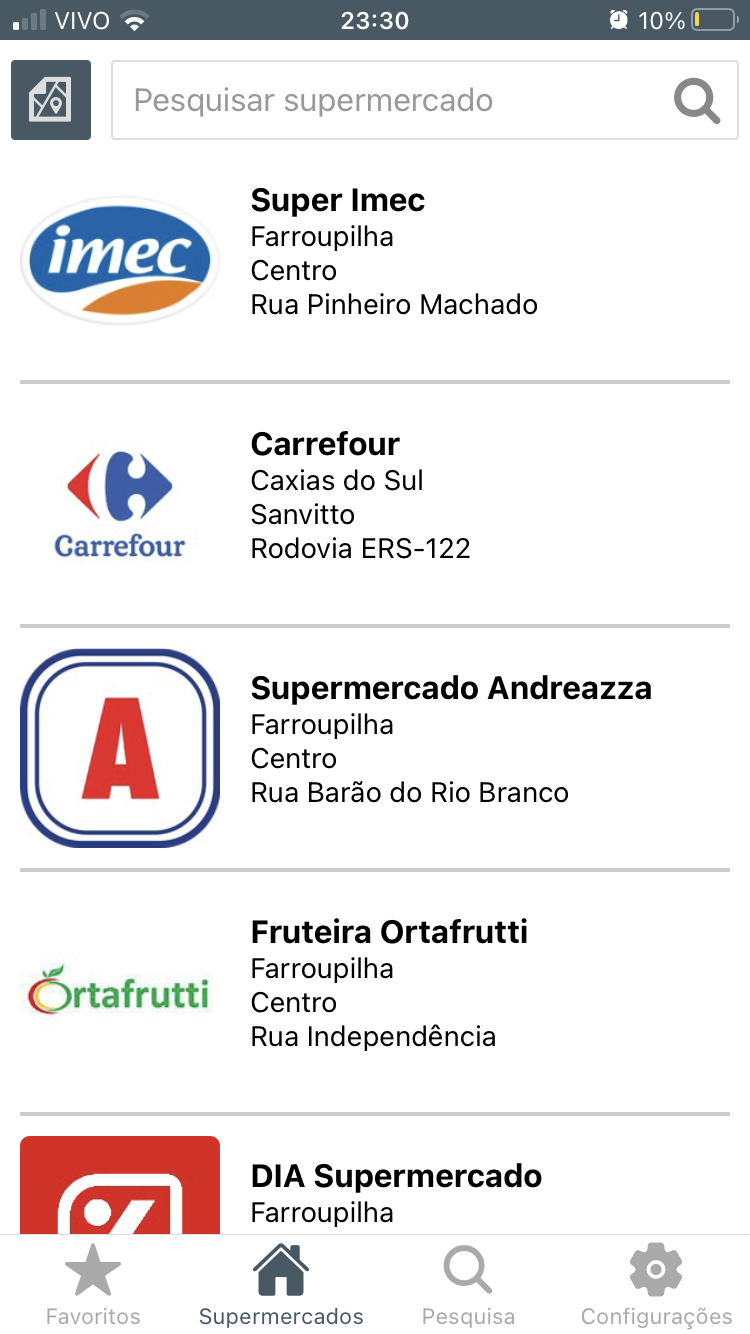 VIVO 23:30 10%
Pesquisar supermercado
imec
Super Imec
Farroupilha
Centro
Rua Pinheiro Machado
Carrefour
Carrefour
Caxias do Sul
Sanvitto
Rodovia ERS-122
A
Supermercado Andreazza
Farroupilha
Centro
Rua Barão do Rio Branco
Ortafrutti
Fruteira Ortafrutti
Farroupilha
Centro
Rua Independência
DIA Supermercado
Farroupilha
Favoritos Supermercados Pesquisa Configurações